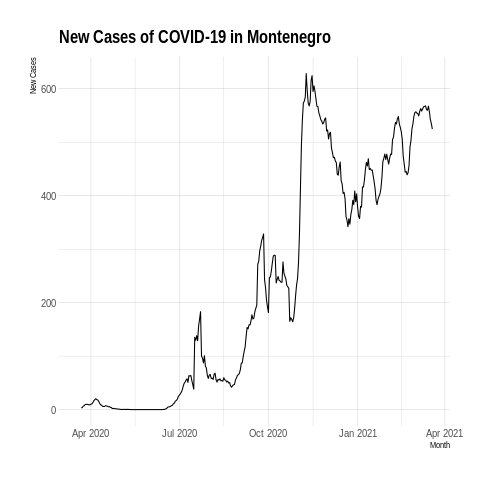 New Cases of COVID-19 in Montenegro
New Cases
600
400
200
0
Apr 2020 Jul 2020 Oct 2020 Jan 2021 Apr 2021
Month